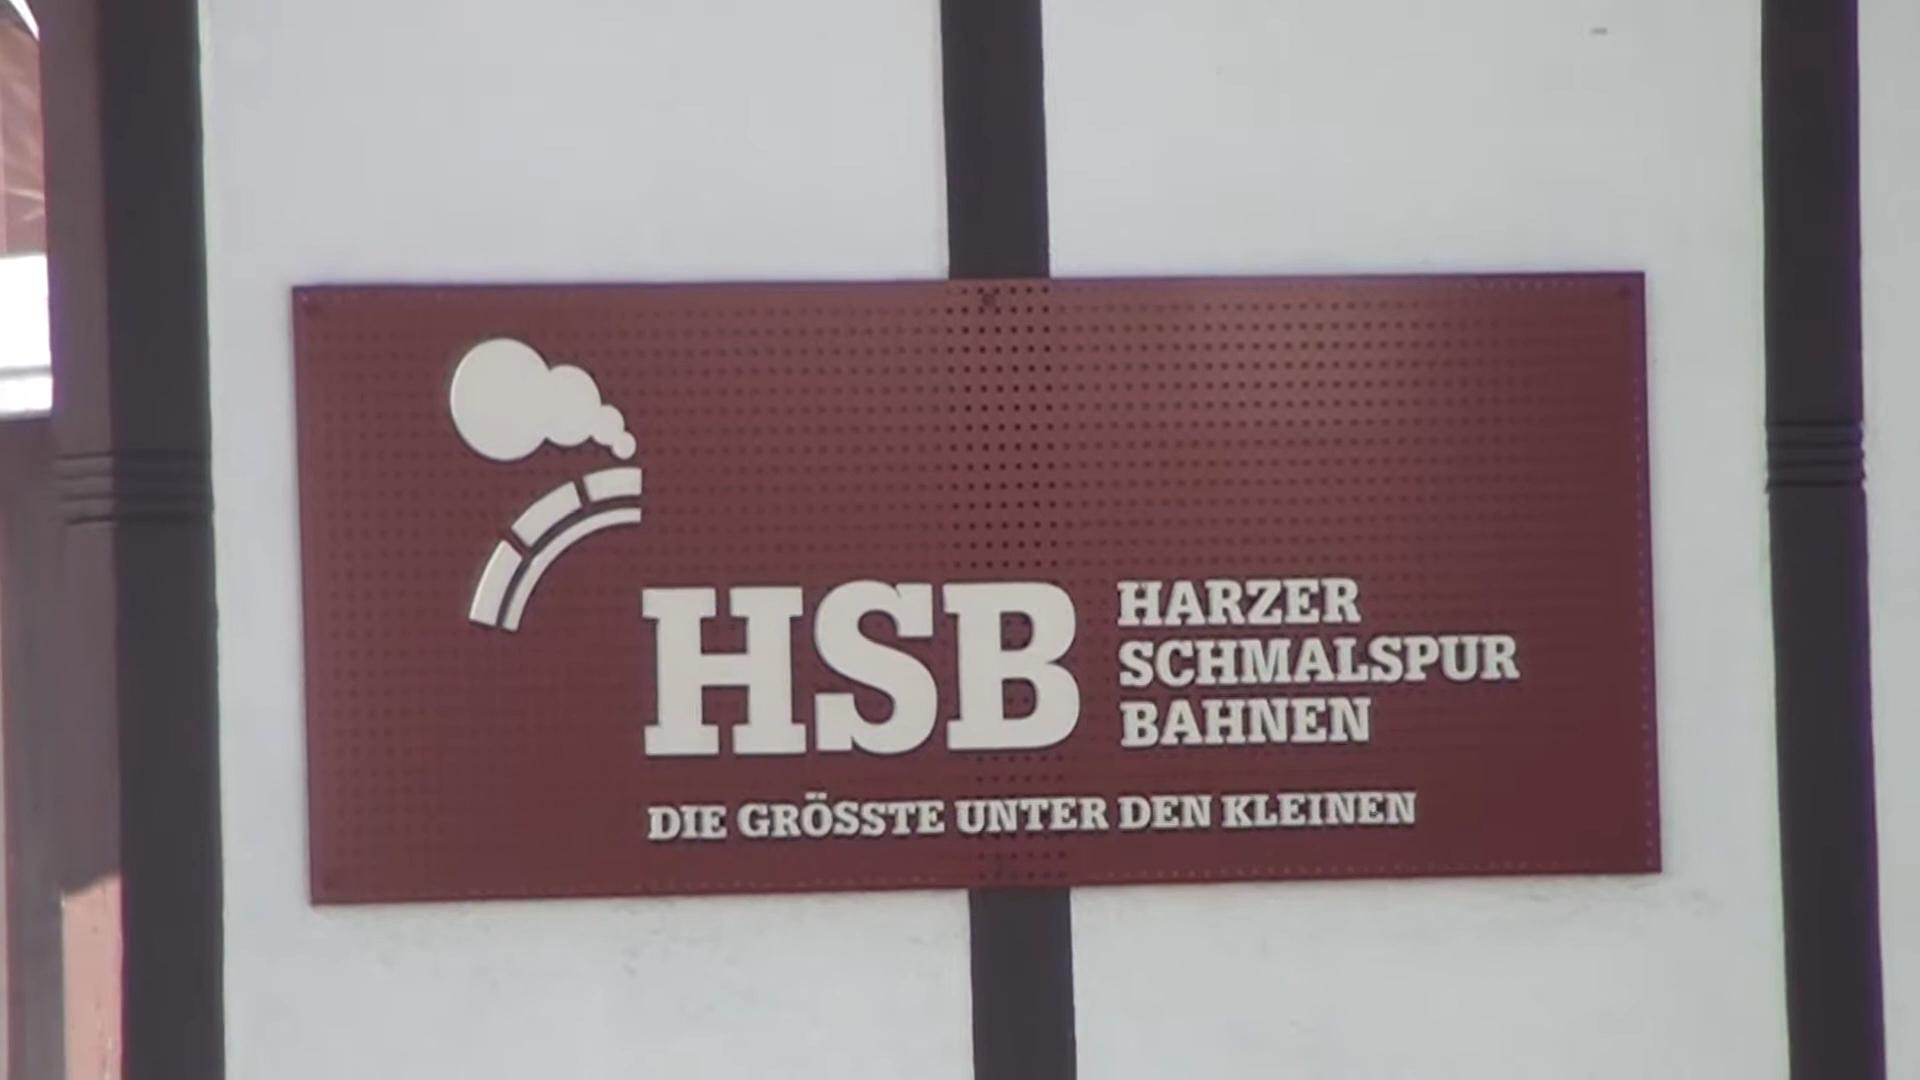 HSB
HARZER
SCHMALSPUR
BAHNEN
DIE GRÖSSTE UNTER DEN KLEINEN